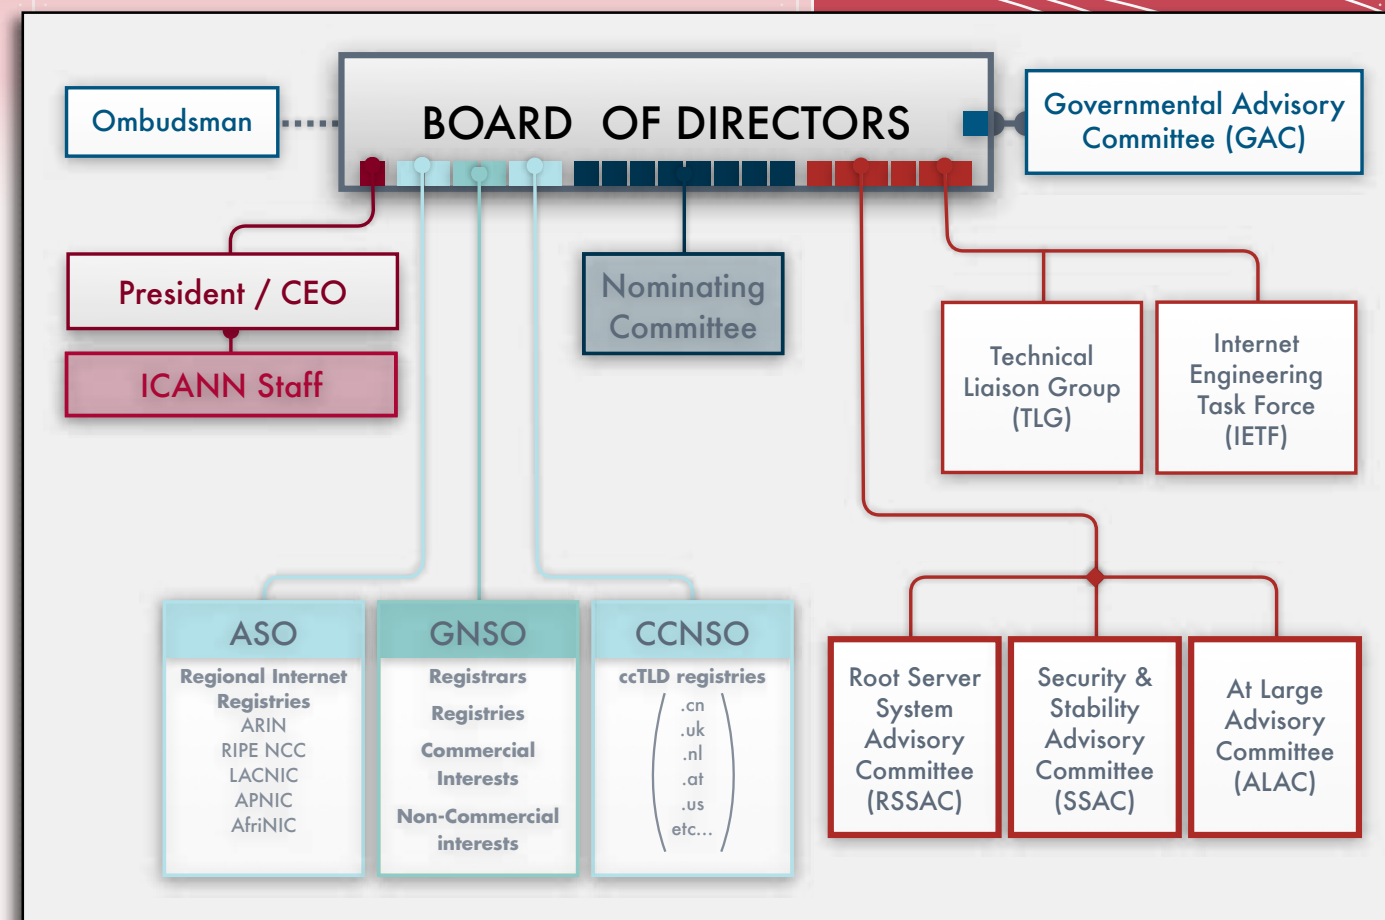 BOARD OF DIRECTORS
Ombudsman
Governmental Advisory
Committee (GAC)
President / CEO
ICANN Staff
Nominating
Committee
Technical
Liaison Group
(TLG)
Internet
Engineering
Task Force
(IETF)
ASO
Regional Internet
Registries
ARIN
RIPE NCC
LACNIC
APNIC
AfriNIC
GNSO
Registrars
Registries
Commercial
Interests
Non-Commercial
interests
CCNSO
ccTLD registries
.cn
.uk
.nl
.at
.us
etc...
Root Server
System
Advisory
Committee
(RSSAC)
Security &
Stability
Advisory
Committee
(SSAC)
At Large
Advisory
Committee
(ALAC)